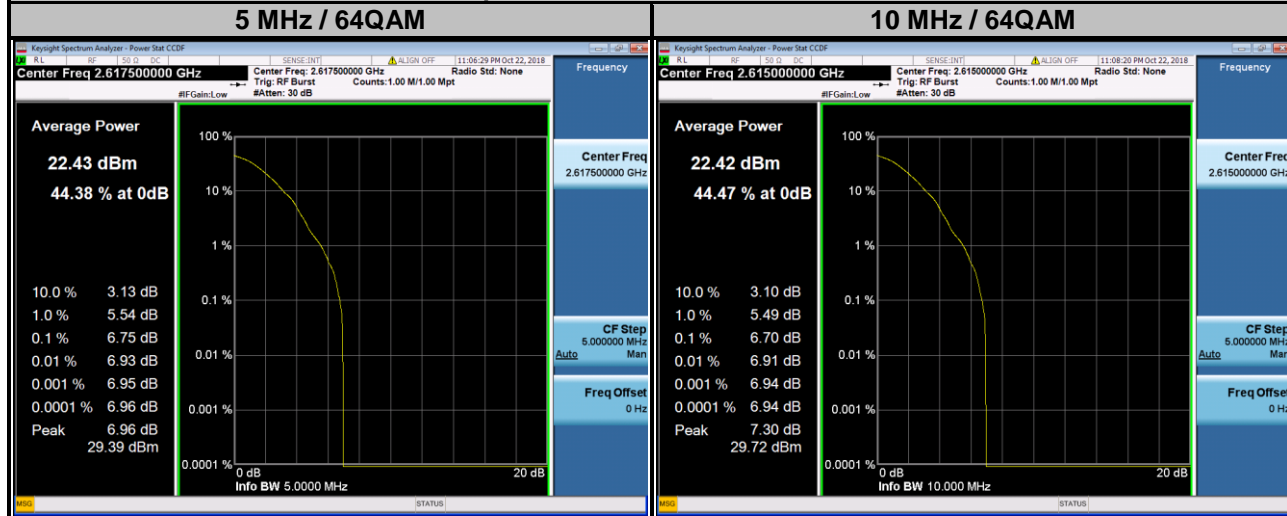 5 MHz / 64QAM
Keysight Spectrum Analyzer - Power Stat CCDF
RL RF 50 Ω DC SENSE:INT ALIGN OFF 11:06:29 PM Oct 22, 2018
Center Freq 2.617500000 GHz
Center Freq: 2.617500000 GHz Radio Std: None
Trig: RF Burst Counts:1.00 M/1.00 Mpt
#IFGain:Low #Atten: 30 dB
Frequency
Average Power
22.43 dBm
44.38 % at 0dB
10.0 % 3.13 dB
1.0 % 5.54 dB
0.1 % 6.75 dB
0.01 % 6.93 dB
0.001 % 6.95 dB
0.0001 % 6.96 dB
Peak 6.96 dB
29.39 dBm
100 %
10 %
1 %
0.1 %
0.01 %
0.001 %
0.0001 %
0 dB 20 dB
Info BW 5.0000 MHz
Center Freq
2.617500000 GHz
CF Step
5.000000 MHz
Auto Man
Freq Offset
0 Hz
MSG STATUS
10 MHz / 64QAM
Keysight Spectrum Analyzer - Power Stat CCDF
RL RF 50 Ω DC SENSE:INT ALIGN OFF 11:08:20 PM Oct 22, 2018
Center Freq 2.615000000 GHz
Center Freq: 2.615000000 GHz Radio Std: None
Trig: RF Burst Counts:1.00 M/1.00 Mpt
#IFGain:Low #Atten: 30 dB
Frequency
Average Power
22.42 dBm
44.47 % at 0dB
10.0 % 3.10 dB
1.0 % 5.49 dB
0.1 % 6.70 dB
0.01 % 6.91 dB
0.001 % 6.94 dB
0.0001 % 6.94 dB
Peak 7.30 dB
29.72 dBm
100 %
10 %
1 %
0.1 %
0.01 %
0.001 %
0.0001 %
0 dB 20 dB
Info BW 10.000 MHz
Center Freq
2.615000000 GHz
CF Step
5.000000 MHz
Auto Man
Freq Offset
0 Hz
MSG STATUS